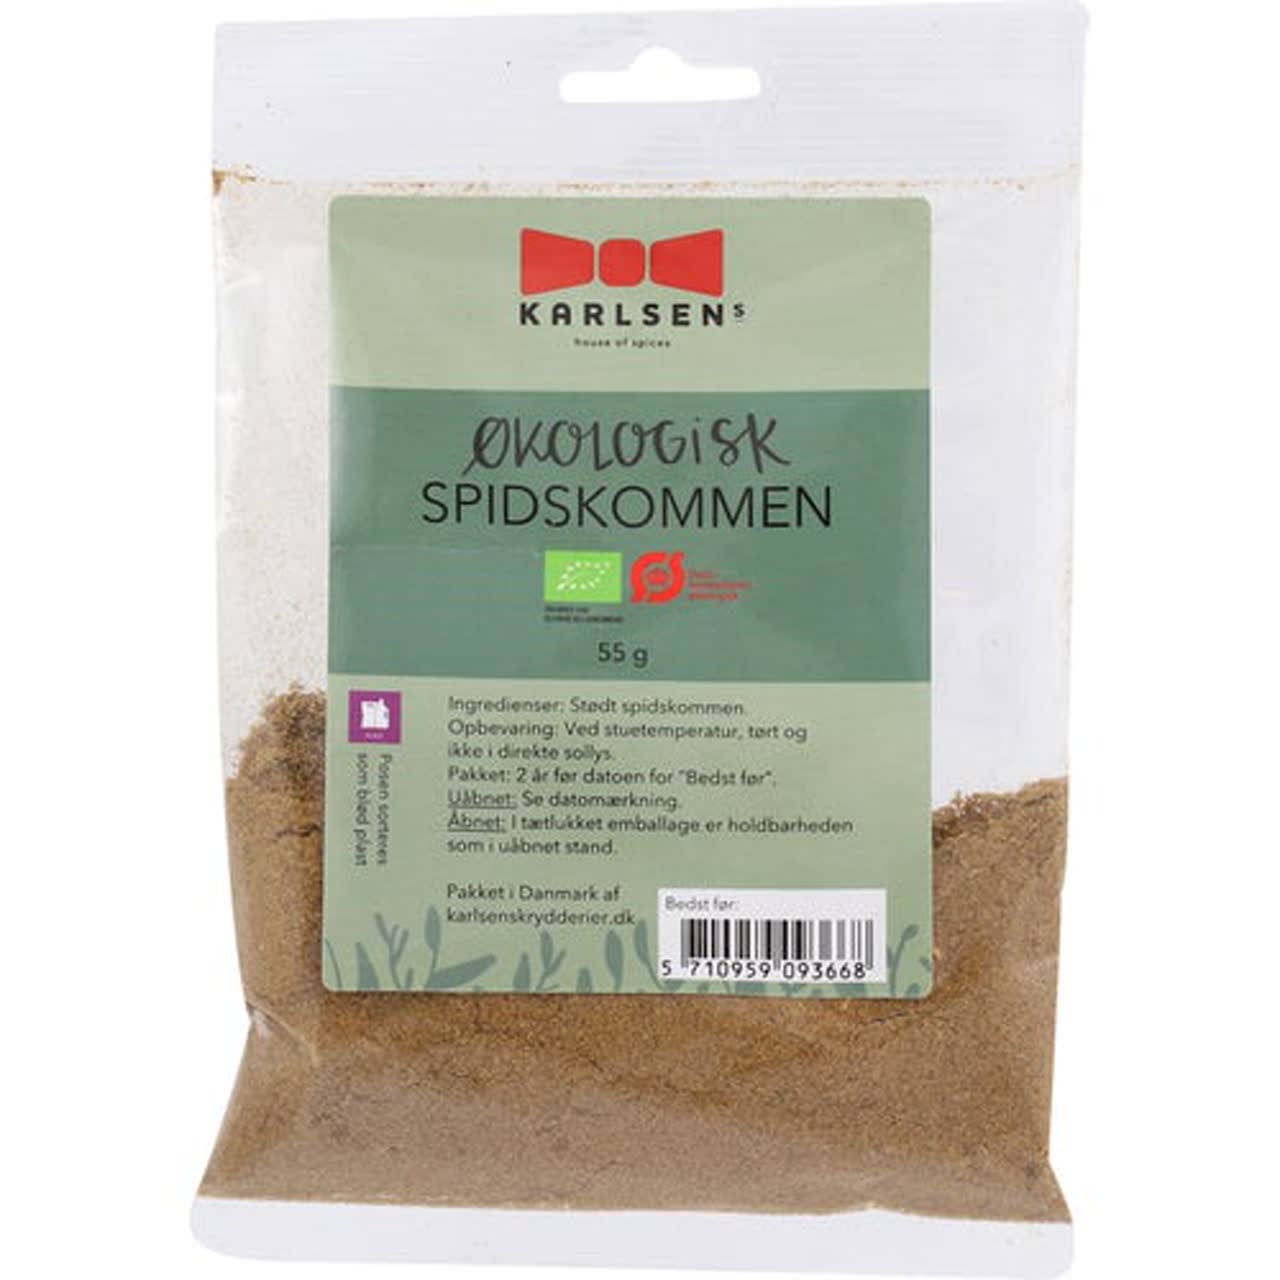 KARLSENS
house of spices
ØKOLOGISK
SPIDSKOMMEN
55 g
Ingredienser: Stødt spidskommen.
Opbevaring: Ved stuetemperatur, tørt og
ikke i direkte sollys.
Pakket: 2 år før datoen for "Bedst før".
Uåbnet: Se datomærkning.
Åbnet: I tætlukket emballage er holdbarheden
som i uåbnet stand.
Posen sorteres
som blød plast
Pakket i Danmark af
karlsenskrydderier.dk
Bedst før:
5 710959 093668